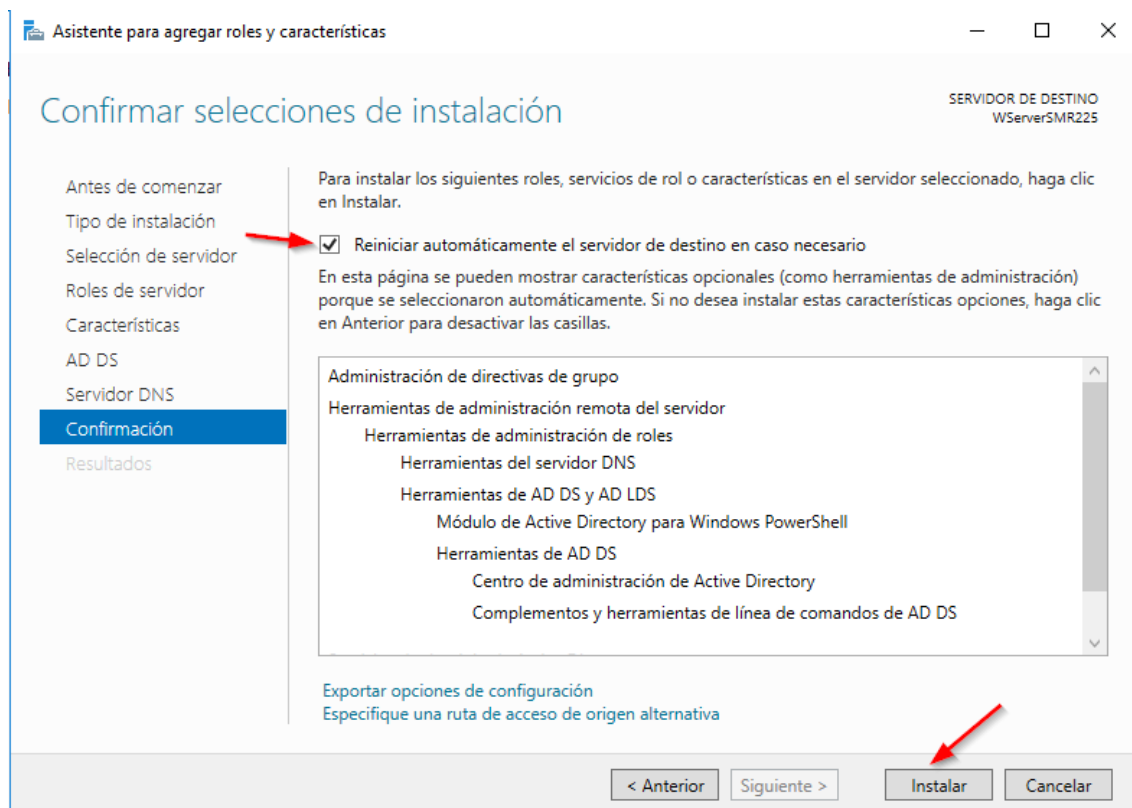 Asistente para agregar roles y características
Confirmar selecciones de instalación
SERVIDOR DE DESTINO
WServerSMR225
Antes de comenzar
Tipo de instalación
Selección de servidor
Roles de servidor
Características
AD DS
Servidor DNS
Confirmación
Resultados
Para instalar los siguientes roles, servicios de rol o características en el servidor seleccionado, haga clic
en Instalar.
Reiniciar automáticamente el servidor de destino en caso necesario
En esta página se pueden mostrar características opcionales (como herramientas de administración)
porque se seleccionaron automáticamente. Si no desea instalar estas características opciones, haga clic
en Anterior para desactivar las casillas.
Administración de directivas de grupo
Herramientas de administración remota del servidor
Herramientas de administración de roles
Herramientas del servidor DNS
Herramientas de AD DS y AD LDS
Módulo de Active Directory para Windows PowerShell
Herramientas de AD DS
Centro de administración de Active Directory
Complementos y herramientas de línea de comandos de AD DS
Exportar opciones de configuración
Especifique una ruta de acceso de origen alternativa
< Anterior
Siguiente >
Instalar
Cancelar